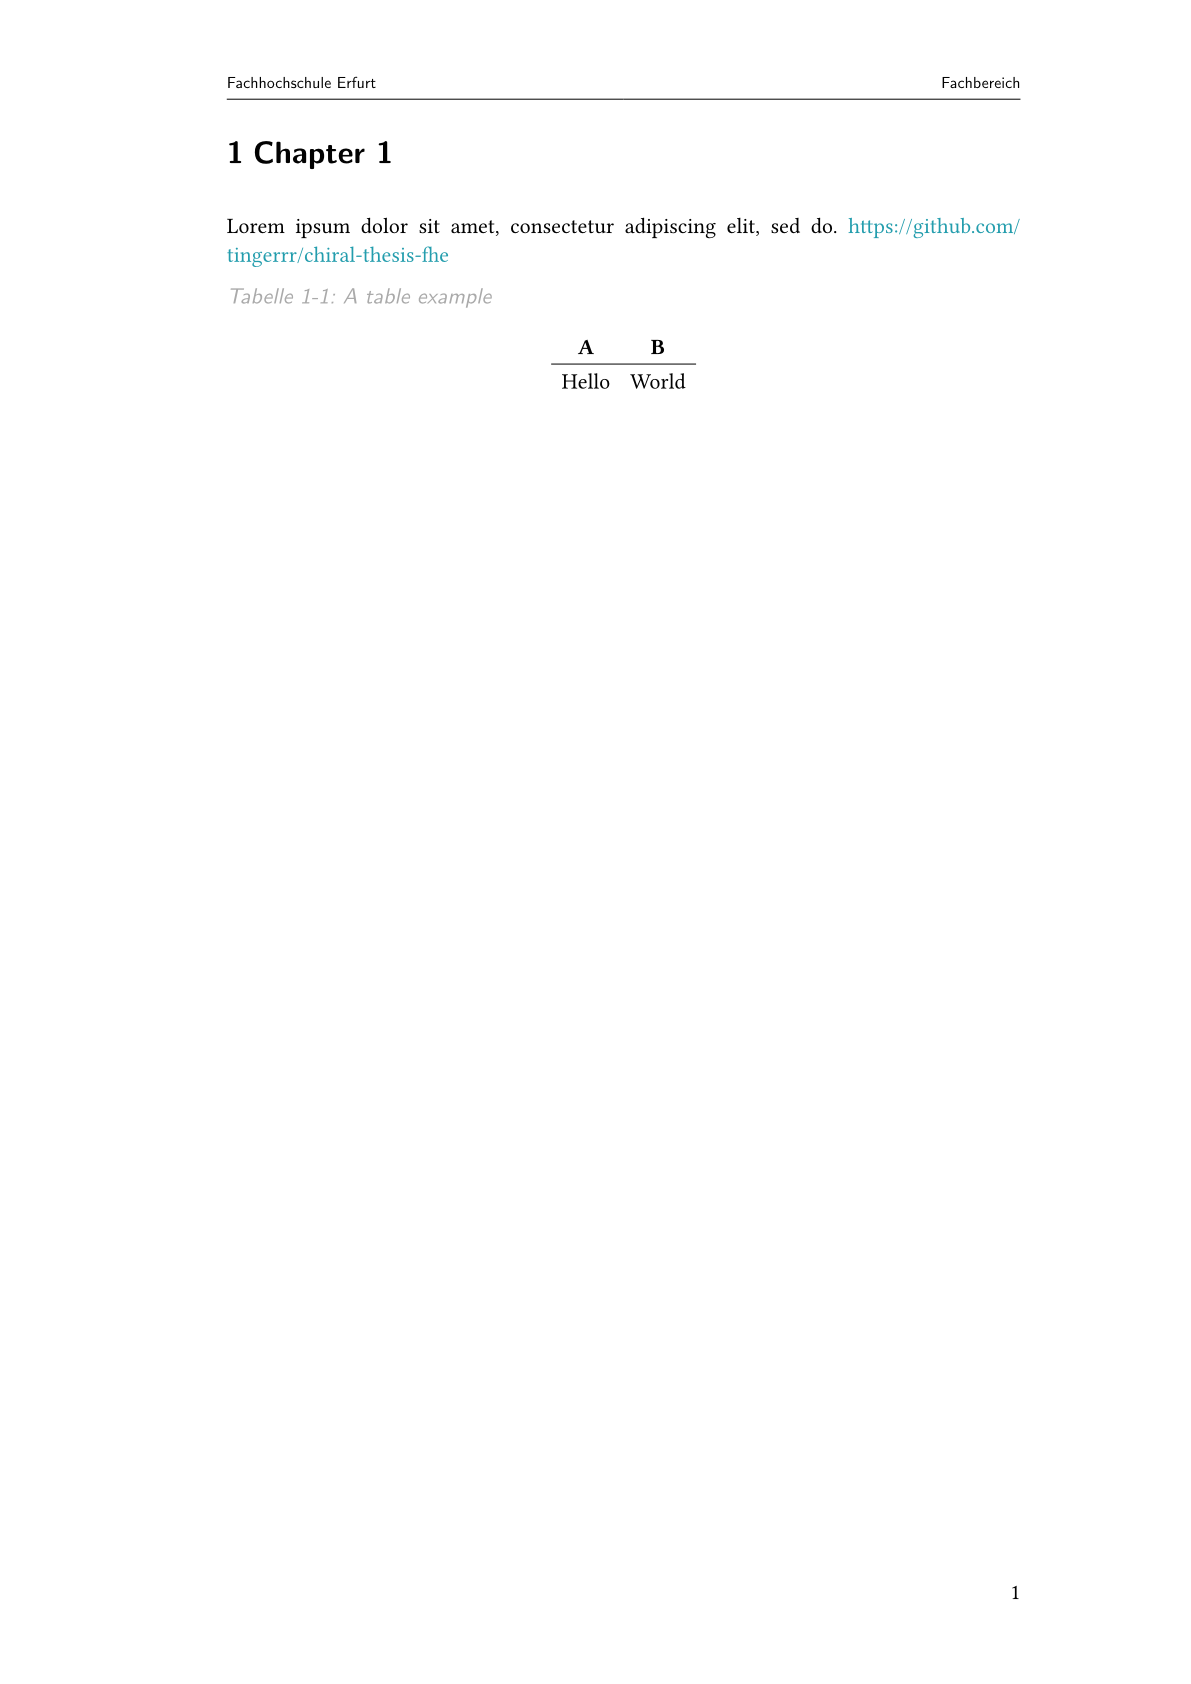 Fachhochschule Erfurt Fachbereich
1 Chapter 1
Lorem ipsum dolor sit amet, consectetur adipiscing elit, sed do. https://github.com/
tingerrr/chiral-thesis-fhe
Tabelle 1-1: A table example
A B
Hello World
1